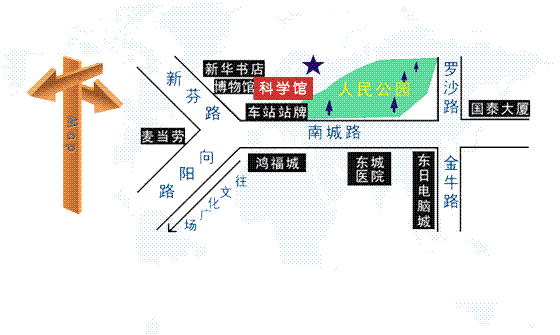 新芬路
新华书店
博物馆
科学馆
车站站牌
人民公园
罗沙路
国泰大厦
Map
麦当劳
南城路
向阳路
鸿福城
东城
医院
东日电脑城
金牛路
往文化广场